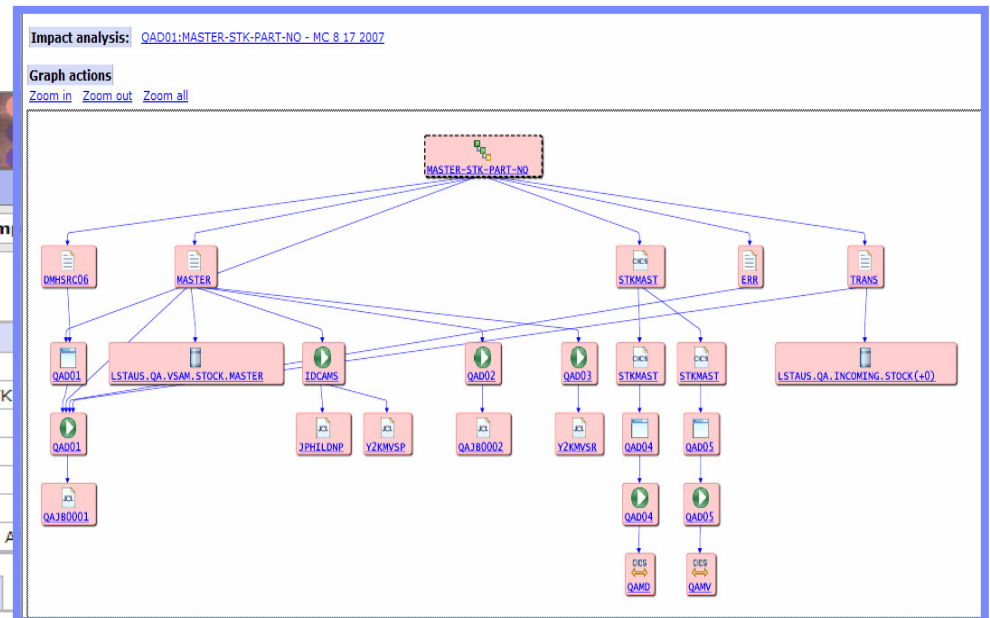 Impact analysis: QAD01:MASTER-STK-PART-NO - MC 8 17 2007
Graph actions
Zoom in Zoom out Zoom all
MASTER-STK-PART-NO
CICS
DMHSRC06 MASTER STKMAST ERR TRANS
CICS CICS
QAD01 LSTAUS.QA.VSAM.STOCK.MASTER IDCAMS QAD02 QAD03 STKMAST STKMAST LSTAUS.QA.INCOMING.STOCK(+0)
JCL JCL JCL JCL
QAD01 JPHILDNP Y2KMVSP QAJB0002 Y2KMVSR QAD04 QAD05
JCL
QAJB0001 QAD04 QAD05
CICS CICS
QAMD QAMV